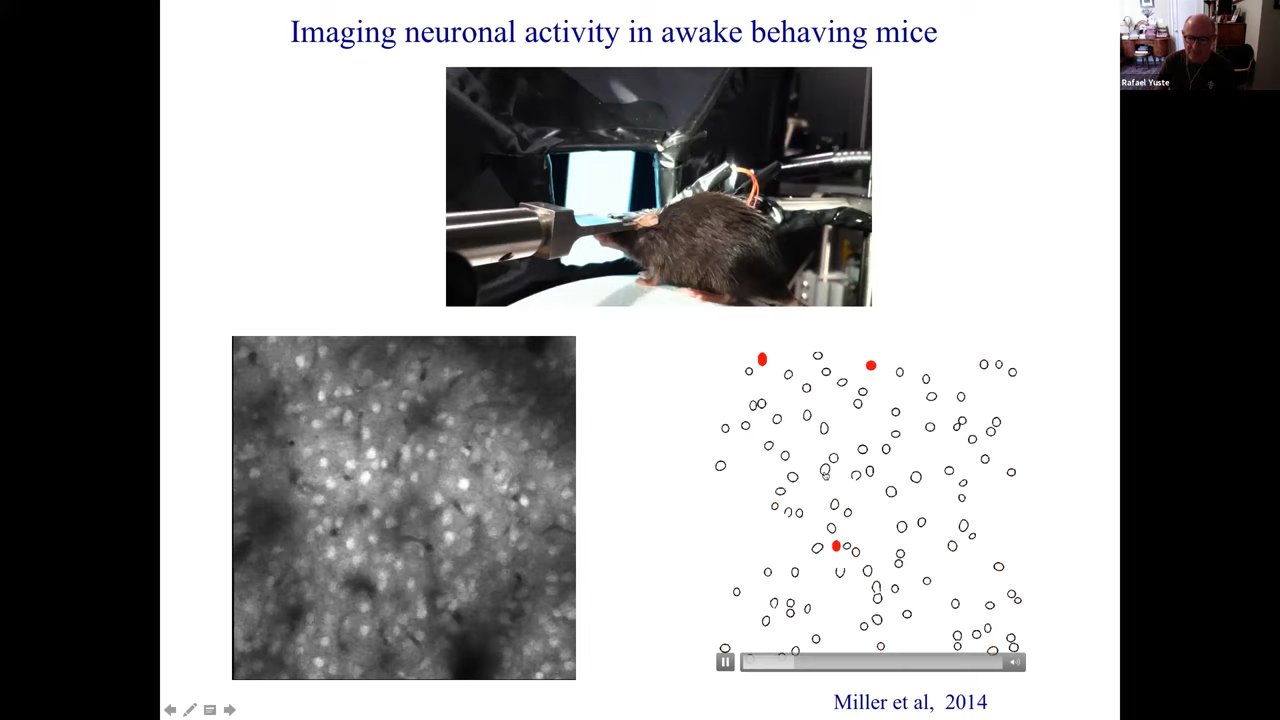 Imaging neuronal activity in awake behaving mice
Rafael Yuste
Miller et al, 2014